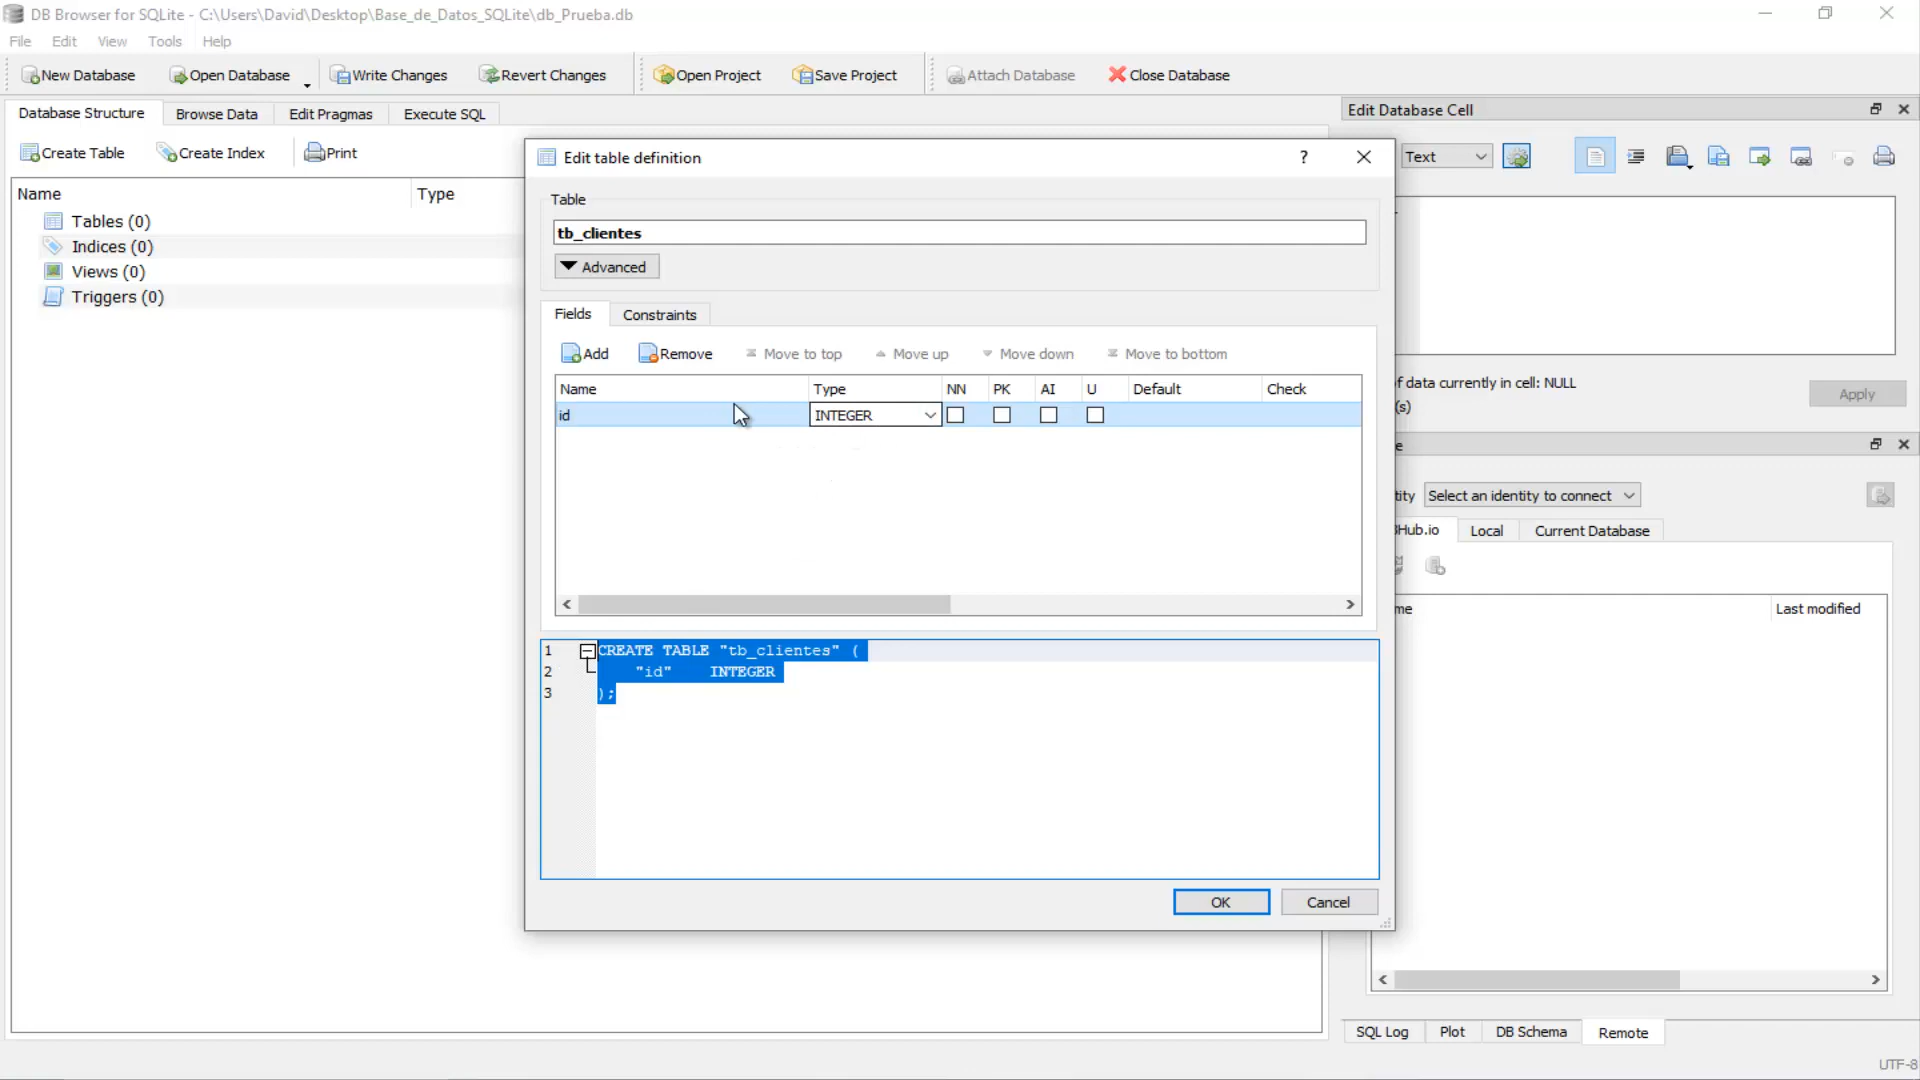 DB Browser for SQLite - C:\Users\David\Desktop\Base_de_Datos_SQLite\db_Prueba.db
File Edit View Tools Help
New Database Open Database Write Changes Revert Changes Open Project Save Project Attach Database Close Database
Database Structure Browse Data Edit Pragmas Execute SQL
Create Table Create Index Print
Name Type
Tables (0)
Indices (0)
Views (0)
Triggers (0)
Edit table definition ?
Table
tb_clientes
Advanced
Fields Constraints
Add Remove Move to top Move up Move down Move to bottom
Name Type NN PK AI U Default Check
id INTEGER
1 CREATE TABLE "tb_clientes" (
2 "id" INTEGER
3 );
OK Cancel
Edit Database Cell
Text
f data currently in cell: NULL
(s)
Apply
e
tity Select an identity to connect
Hub.io Local Current Database
me Last modified
SQL Log Plot DB Schema Remote
UTF-8